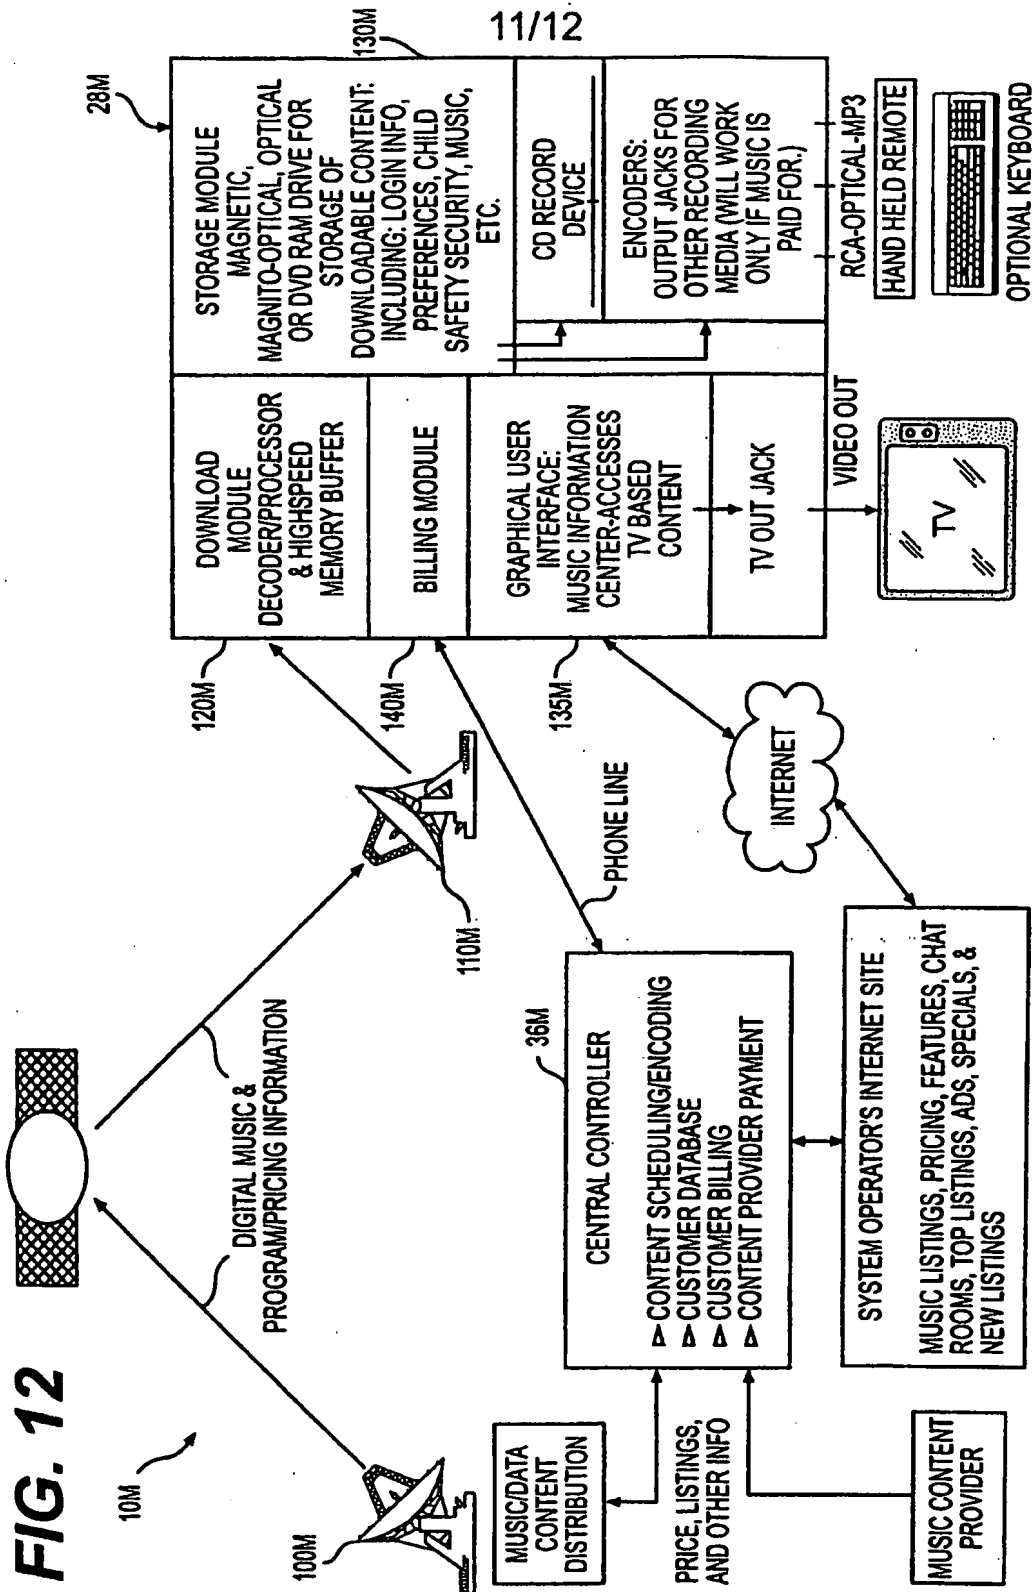 11/12
FIG. 12
10M
100M
DIGITAL MUSIC &
PROGRAM/PRICING INFORMATION
110M
28M
120M
DOWNLOAD
MODULE
DECODER/PROCESSOR
& HIGHSPEED
MEMORY BUFFER
140M
BILLING MODULE
135M
GRAPHICAL USER
INTERFACE:
MUSIC INFORMATION
CENTER-ACCESSES
TV BASED
CONTENT
TV OUT JACK
VIDEO OUT
TV
130M
STORAGE MODULE
MAGNETIC,
MAGNITO-OPTICAL, OPTICAL
OR DVD RAM DRIVE FOR
STORAGE OF
DOWNLOADABLE CONTENT:
INCLUDING: LOGIN INFO,
PREFERENCES, CHILD
SAFETY SECURITY, MUSIC,
ETC.
CD RECORD
DEVICE
ENCODERS:
OUTPUT JACKS FOR
OTHER RECORDING
MEDIA (WILL WORK
ONLY IF MUSIC IS
PAID FOR.)
RCA-OPTICAL-MP3
HAND HELD REMOTE
OPTIONAL KEYBOARD
PHONE LINE
INTERNET
36M
CENTRAL CONTROLLER
▷ CONTENT SCHEDULING/ENCODING
▷ CUSTOMER DATABASE
▷ CUSTOMER BILLING
▷ CONTENT PROVIDER PAYMENT
MUSIC/DATA
CONTENT
DISTRIBUTION
PRICE, LISTINGS,
AND OTHER INFO
MUSIC CONTENT
PROVIDER
SYSTEM OPERATOR'S INTERNET SITE
MUSIC LISTINGS, PRICING, FEATURES, CHAT
ROOMS, TOP LISTINGS, ADS, SPECIALS, &
NEW LISTINGS